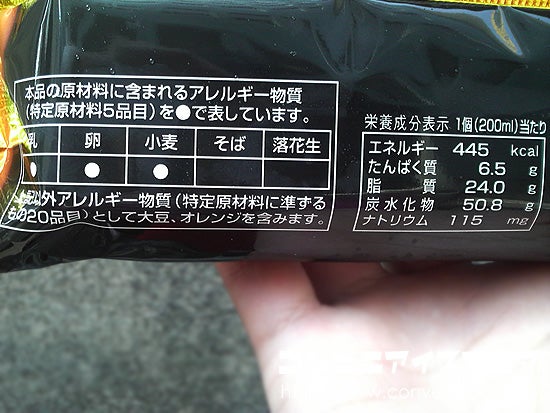 本品の原材料に含まれるアレルギー物質
(特定原材料5品目)を●で表しています。
乳 卵 小麦 そば 落花生
● ● ●
外アレルギー物質(特定原材料に準ずる
もの20品目)として大豆、オレンジを含みます。
栄養成分表示 1個(200ml)当たり
エネルギー 445 kcal
たんぱく質 6.5 g
脂質 24.0 g
炭水化物 50.8 g
ナトリウム 115 mg